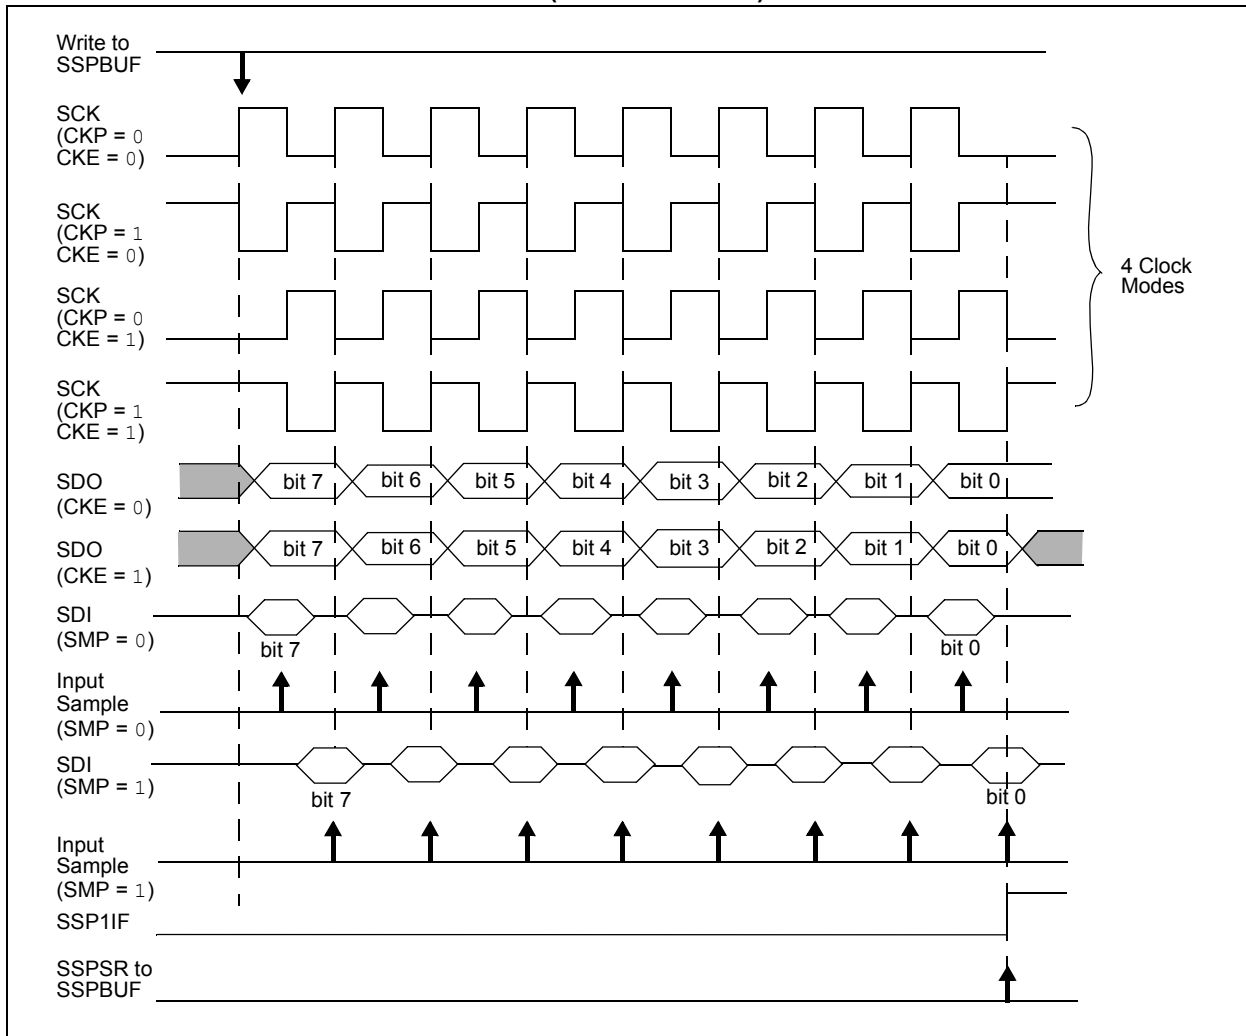 Write to
SSPBUF
SCK
(CKP = 0
CKE = 0)
SCK
(CKP = 1
CKE = 0)
4 Clock
Modes
SCK
(CKP = 0
CKE = 1)
SCK
(CKP = 1
CKE = 1)
SDO
(CKE = 0)
bit 7 bit 6 bit 5 bit 4 bit 3 bit 2 bit 1 bit 0
SDO
(CKE = 1)
bit 7 bit 6 bit 5 bit 4 bit 3 bit 2 bit 1 bit 0
SDI
(SMP = 0)
bit 7 bit 0
Input
Sample
(SMP = 0)
SDI
(SMP = 1)
bit 7 bit 0
Input
Sample
(SMP = 1)
SSP1IF
SSPSR to
SSPBUF